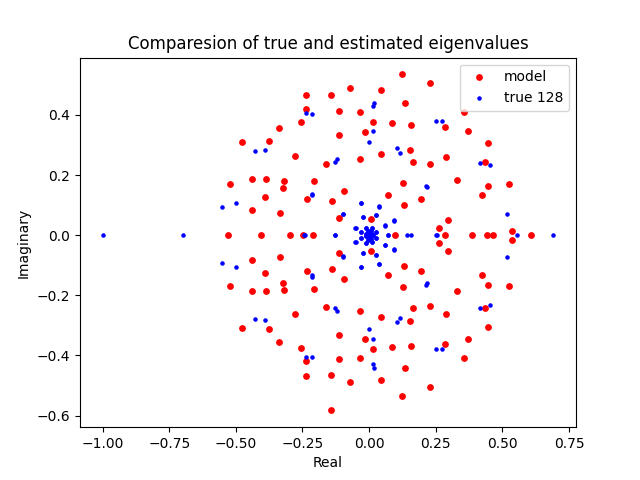 Comparesion of true and estimated eigenvalues
model
true 128
Imaginary
0.4
0.2
0.0
−0.2
−0.4
−0.6
−1.00 −0.75 −0.50 −0.25 0.00 0.25 0.50 0.75
Real